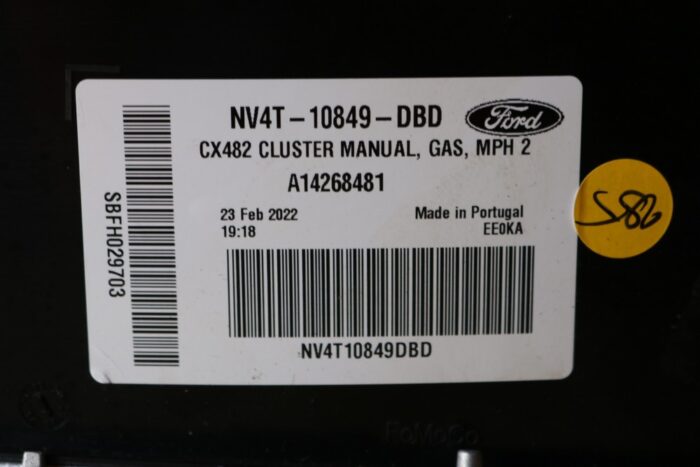 NV4T-10849-DBD
Ford
CX482 CLUSTER MANUAL, GAS, MPH 2
A14268481
23 Feb 2022
Made in Portugal
19:18
EE0KA
NV4T10849DBD
SBFH029703
FoMoCo